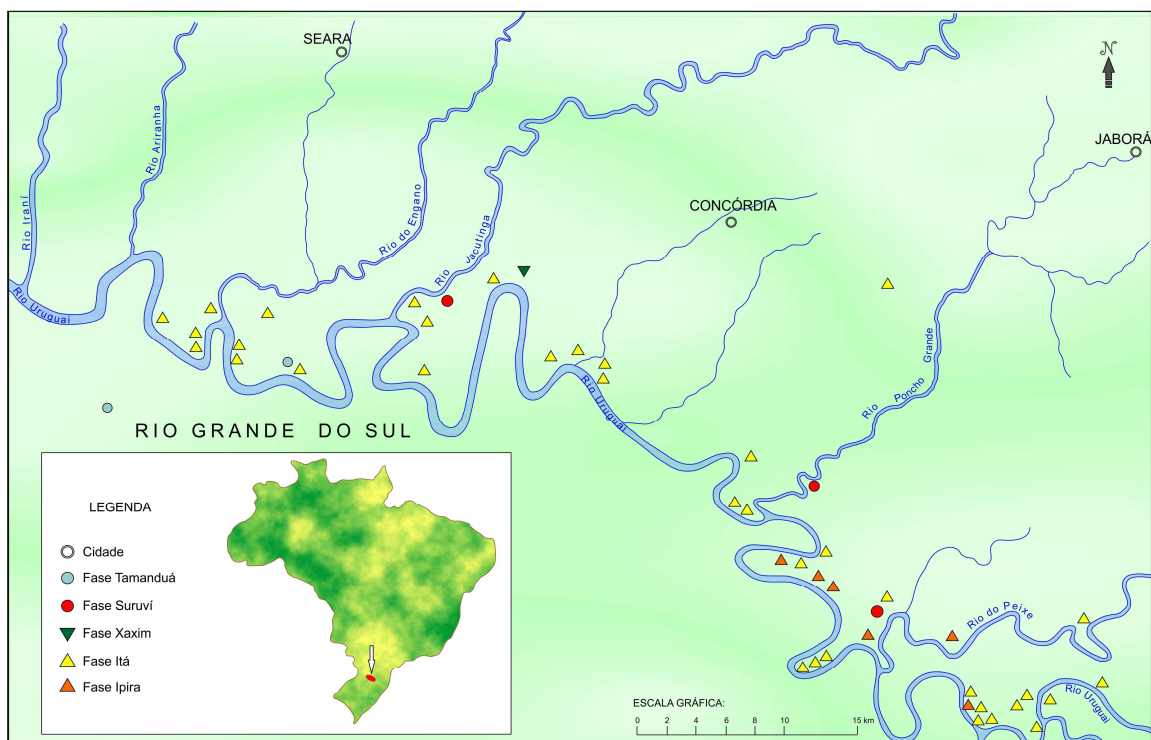 SEARA
N
JABORÁ
CONCÓRDIA
Rio Iraní
Rio Ariranha
Rio do Engano
Rio Jacutinga
Rio Uruguai
Rio Uruguai
Rio Poncho Grande
RIO GRANDE DO SUL
Rio do Peixe
Rio Uruguai
LEGENDA
Cidade
Fase Tamanduá
Fase Suruví
Fase Xaxim
Fase Itá
Fase Ipira
ESCALA GRÁFICA:
0 2 4 6 8 10 15 km